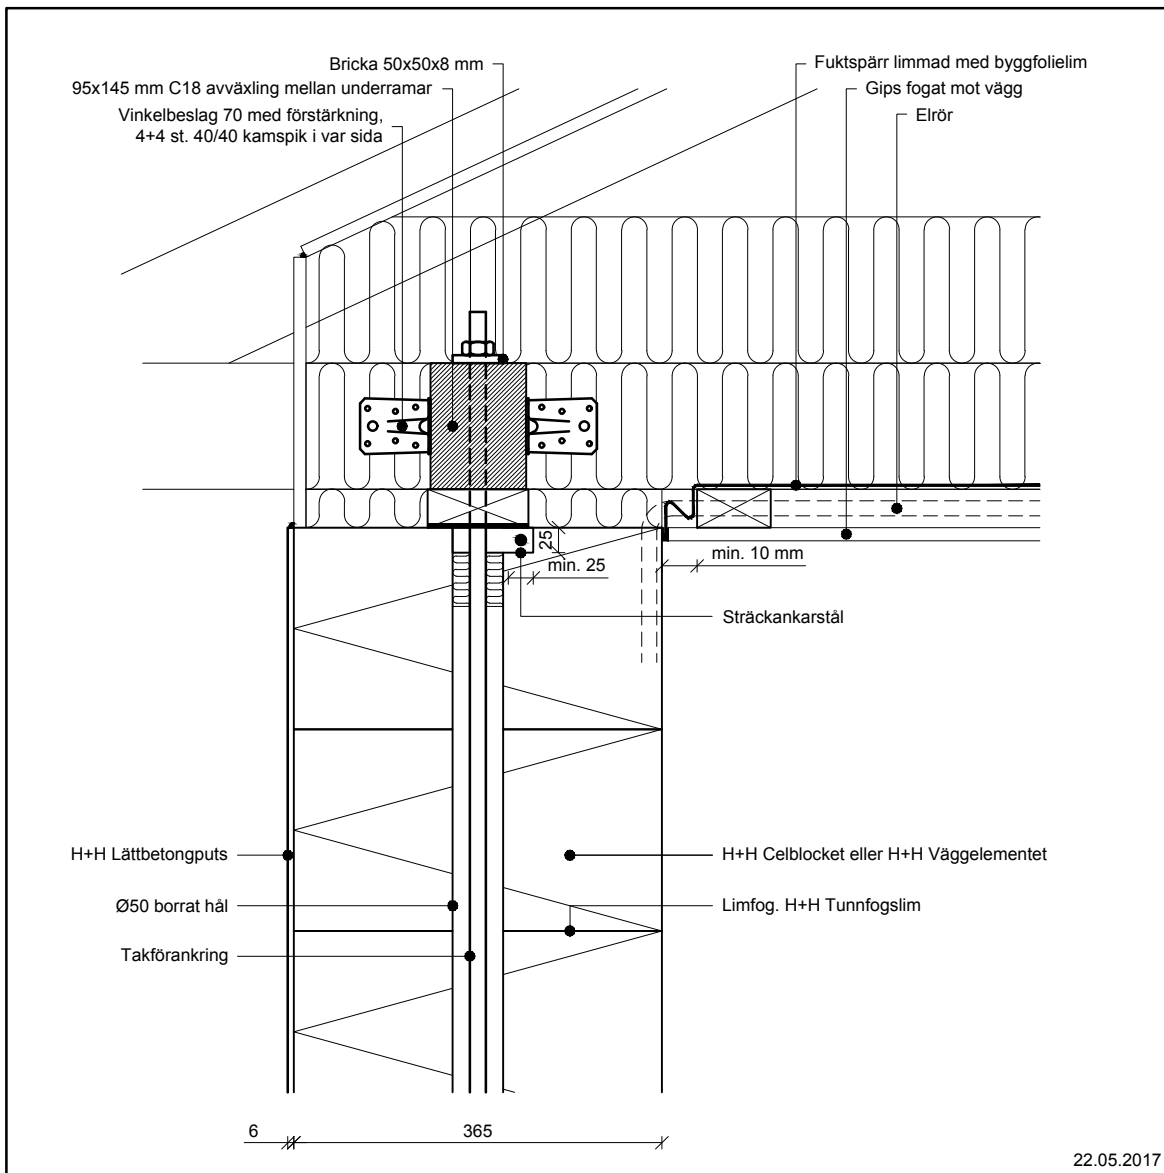 Bricka 50x50x8 mm
95x145 mm C18 avväxling mellan underramar
Vinkelbeslag 70 med förstärkning,
4+4 st. 40/40 kamspik i var sida
Fuktspärr limmad med byggfolielim
Gips fogat mot vägg
Elrör
25
min. 25
min. 10 mm
Sträckankarstål
H+H Lättbetongputs
H+H Celblocket eller H+H Väggelementet
Ø50 borrat hål
Limfog. H+H Tunnfogslim
Takförankring
6
365
22.05.2017